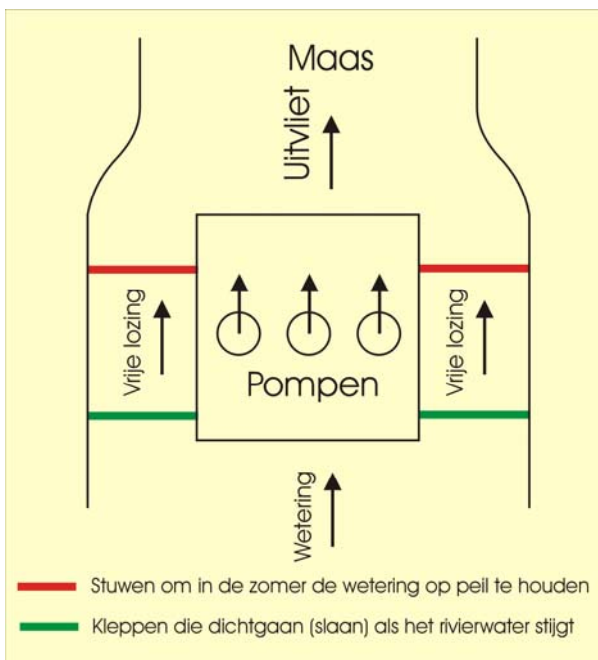 Maas
Uitvliet
Vrije lozing
Vrije lozing
Pompen
Wetering
Stuwen om in de zomer de wetering op peil te houden
Kleppen die dichtgaan (slaan) als het rivierwater stijgt